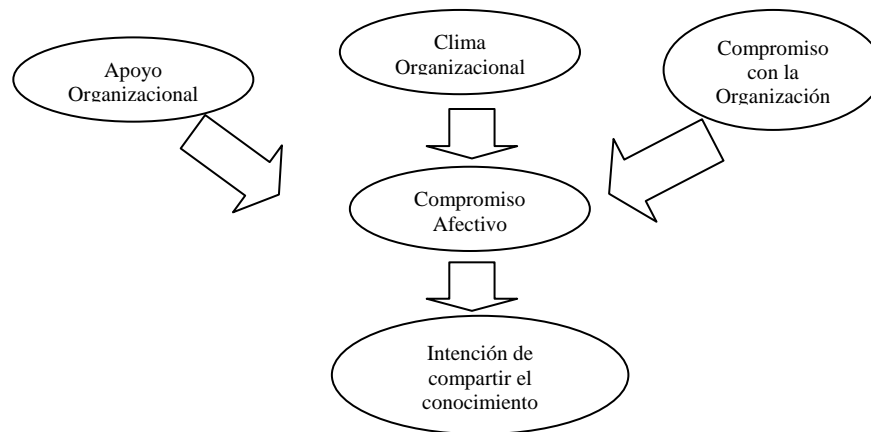 Apoyo
Organizacional
Clima
Organizacional
Compromiso
con la
Organización
Compromiso
Afectivo
Intención de
compartir el
conocimiento